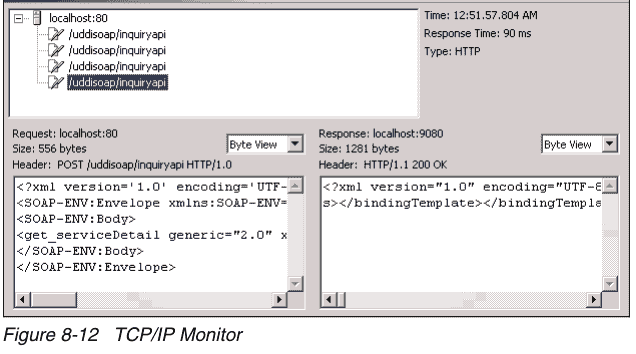 localhost:80
/uddisoap/inquiryapi
/uddisoap/inquiryapi
/uddisoap/inquiryapi
/uddisoap/inquiryapi
Time: 12:51.57.804 AM
Response Time: 90 ms
Type: HTTP
Request: localhost:80
Size: 556 bytes
Header: POST /uddisoap/inquiryapi HTTP/1.0
Byte View
Response: localhost:9080
Size: 1281 bytes
Header: HTTP/1.1 200 OK
Byte View
<?xml version='1.0' encoding='UTF-
<SOAP-ENV:Envelope xmlns:SOAP-ENV=
<SOAP-ENV:Body>
<get_serviceDetail generic="2.0" x
</SOAP-ENV:Body>
</SOAP-ENV:Envelope>
<?xml version="1.0" encoding="UTF-8
s></bindingTemplate></bindingTempla
Figure 8-12 TCP/IP Monitor